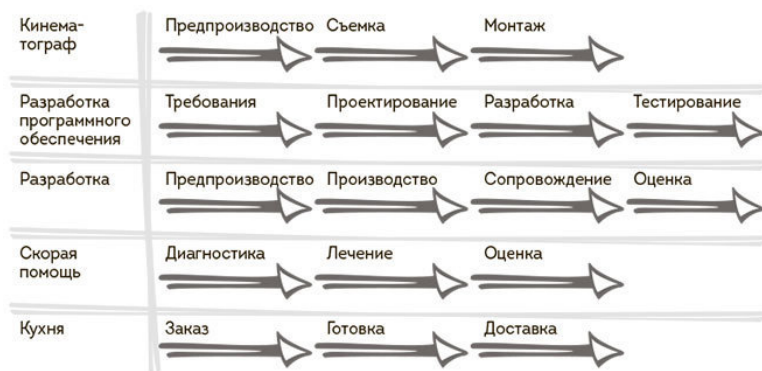 Кинема-
тограф
Предпроизводство Съемка Монтаж
Разработка
программного
обеспечения
Требования Проектирование Разработка Тестирование
Разработка
Предпроизводство Производство Сопровождение Оценка
Скорая
помощь
Диагностика Лечение Оценка
Кухня
Заказ Готовка Доставка